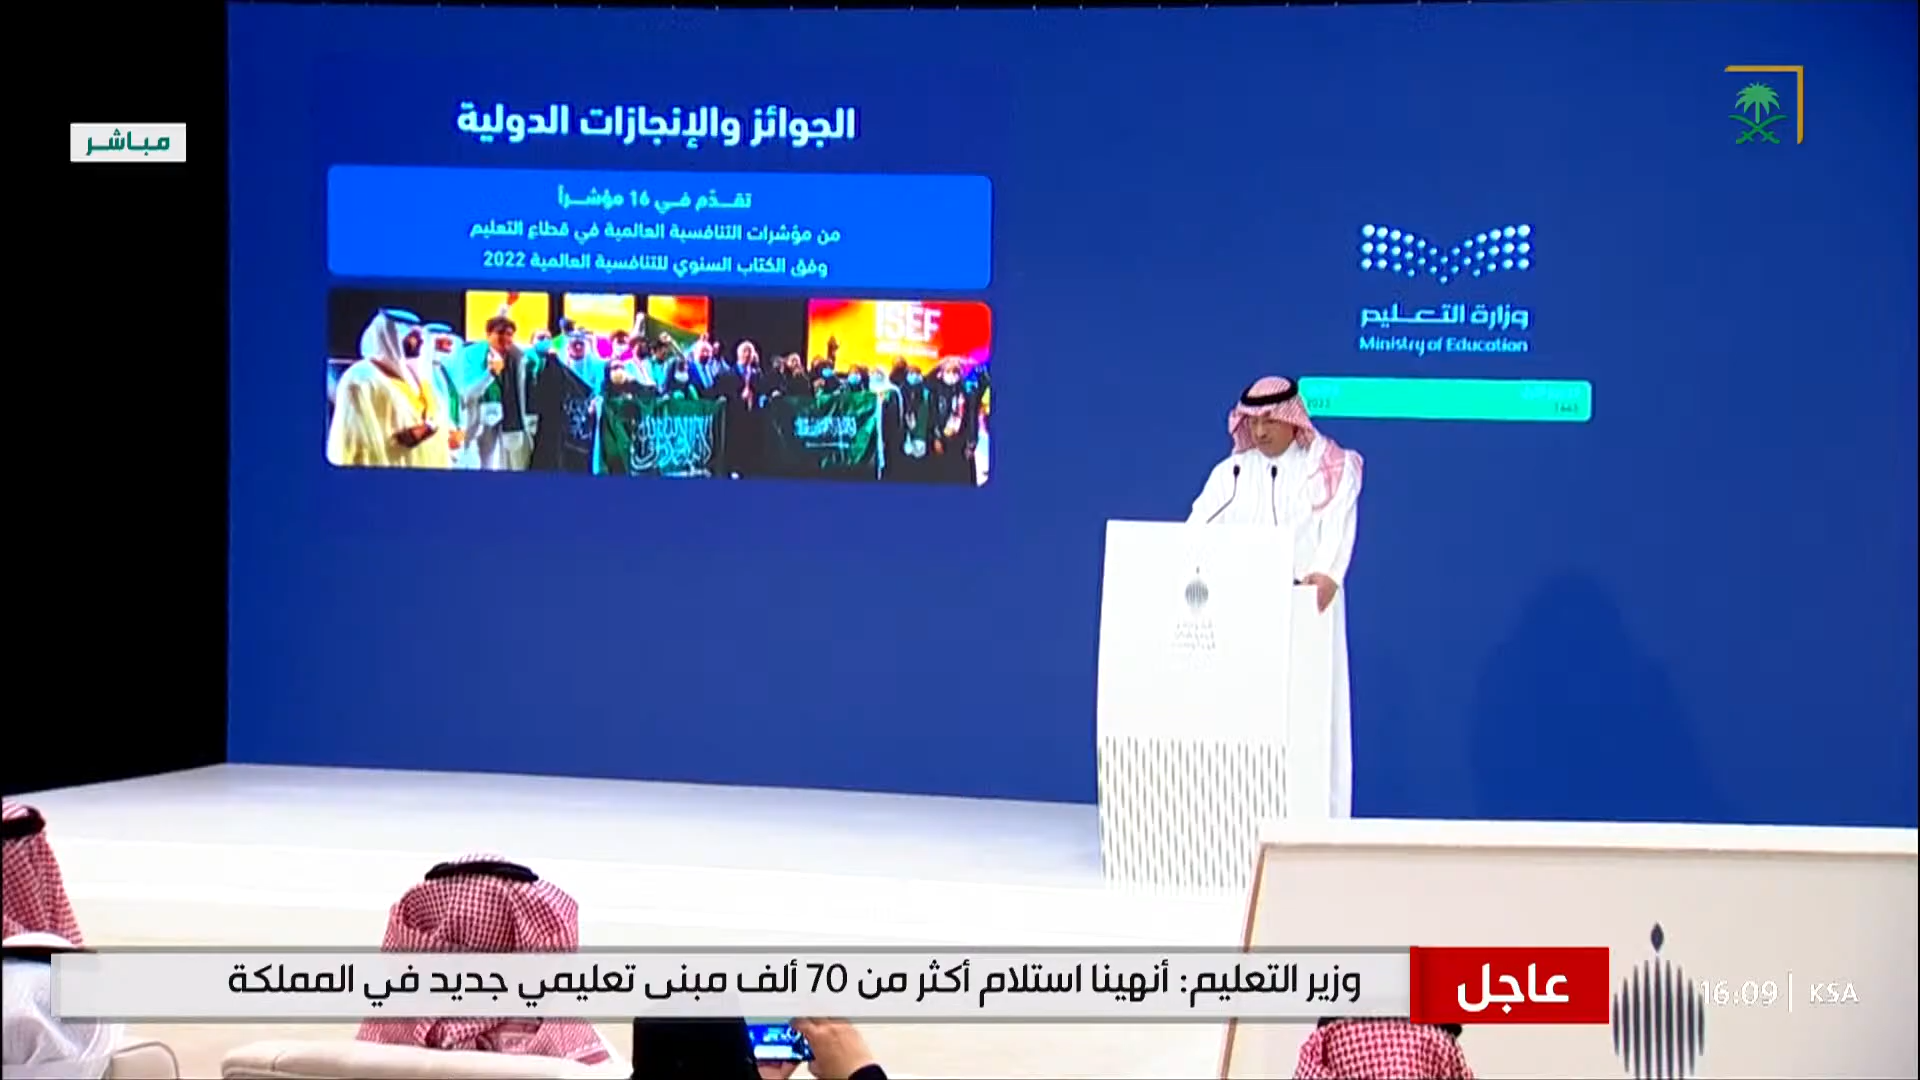 مباشر
الجوائز والإنجازات الدولية
تقدّم في 16 مؤشراً
من مؤشرات التنافسية العالمية في قطاع التعليم
وفق الكتاب السنوي للتنافسية العالمية 2022
ISEF
وزارة التعليم
Ministry of Education
عاجل
وزير التعليم: أنهينا استلام أكثر من 70 ألف مبنى تعليمي جديد في المملكة
16:09 | KSA